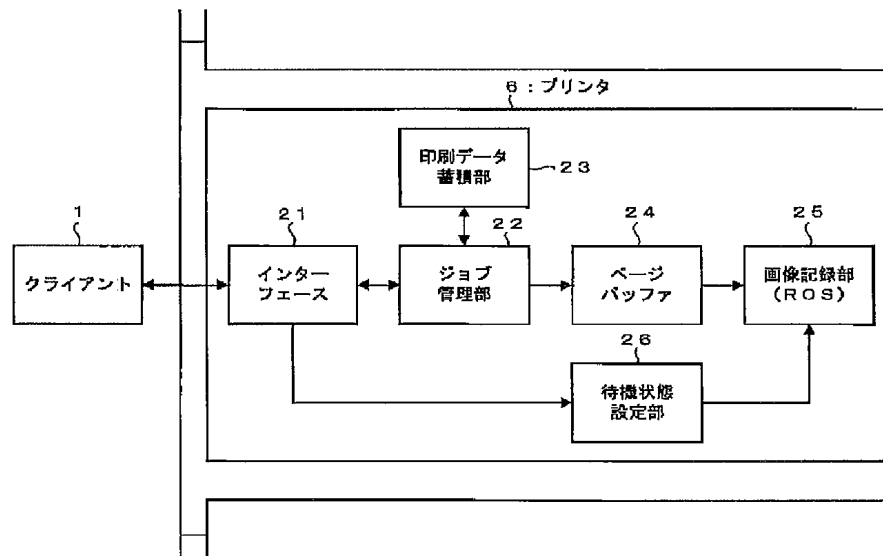 6：プリンタ
印刷データ
蓄積部
23
1
21
22
24
25
クライアント
インター
フェース
ジョブ
管理部
ページ
バッファ
画像記録部
(ROS)
26
待機状態
設定部